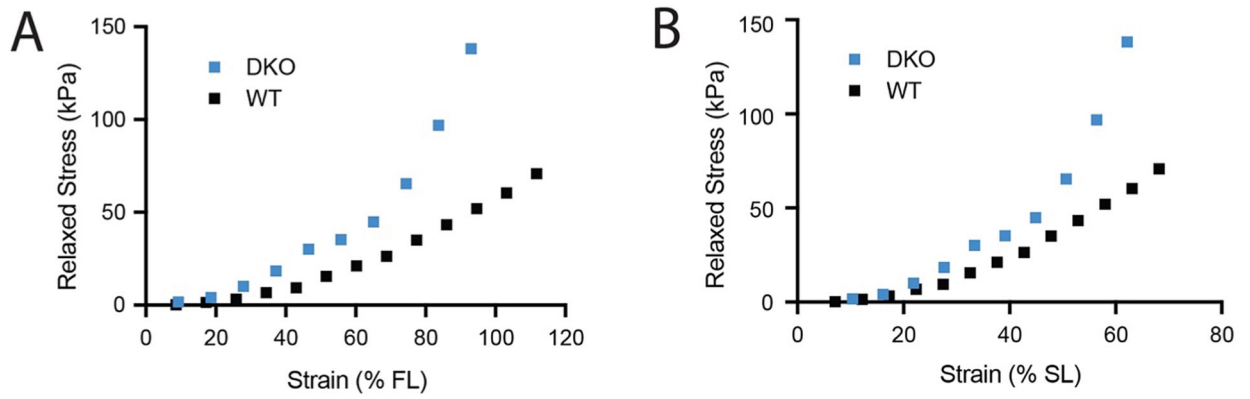 A
150
100
50
0
Relaxed Stress (kPa)
DKO
WT
0 20 40 60 80 100 120
Strain (% FL)
B
150
100
50
0
Relaxed Stress (kPa)
DKO
WT
0 20 40 60 80
Strain (% SL)